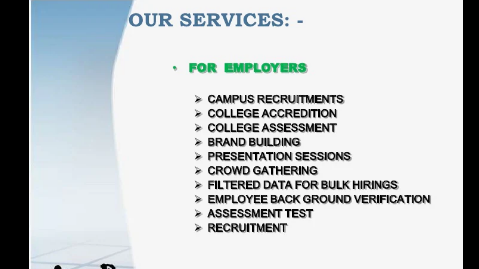 OUR SERVICES: -
• FOR EMPLOYERS
➢ CAMPUS RECRUITMENTS
➢ COLLEGE ACCREDITION
➢ COLLEGE ASSESSMENT
➢ BRAND BUILDING
➢ PRESENTATION SESSIONS
➢ CROWD GATHERING
➢ FILTERED DATA FOR BULK HIRINGS
➢ EMPLOYEE BACK GROUND VERIFICATION
➢ ASSESSMENT TEST
➢ RECRUITMENT